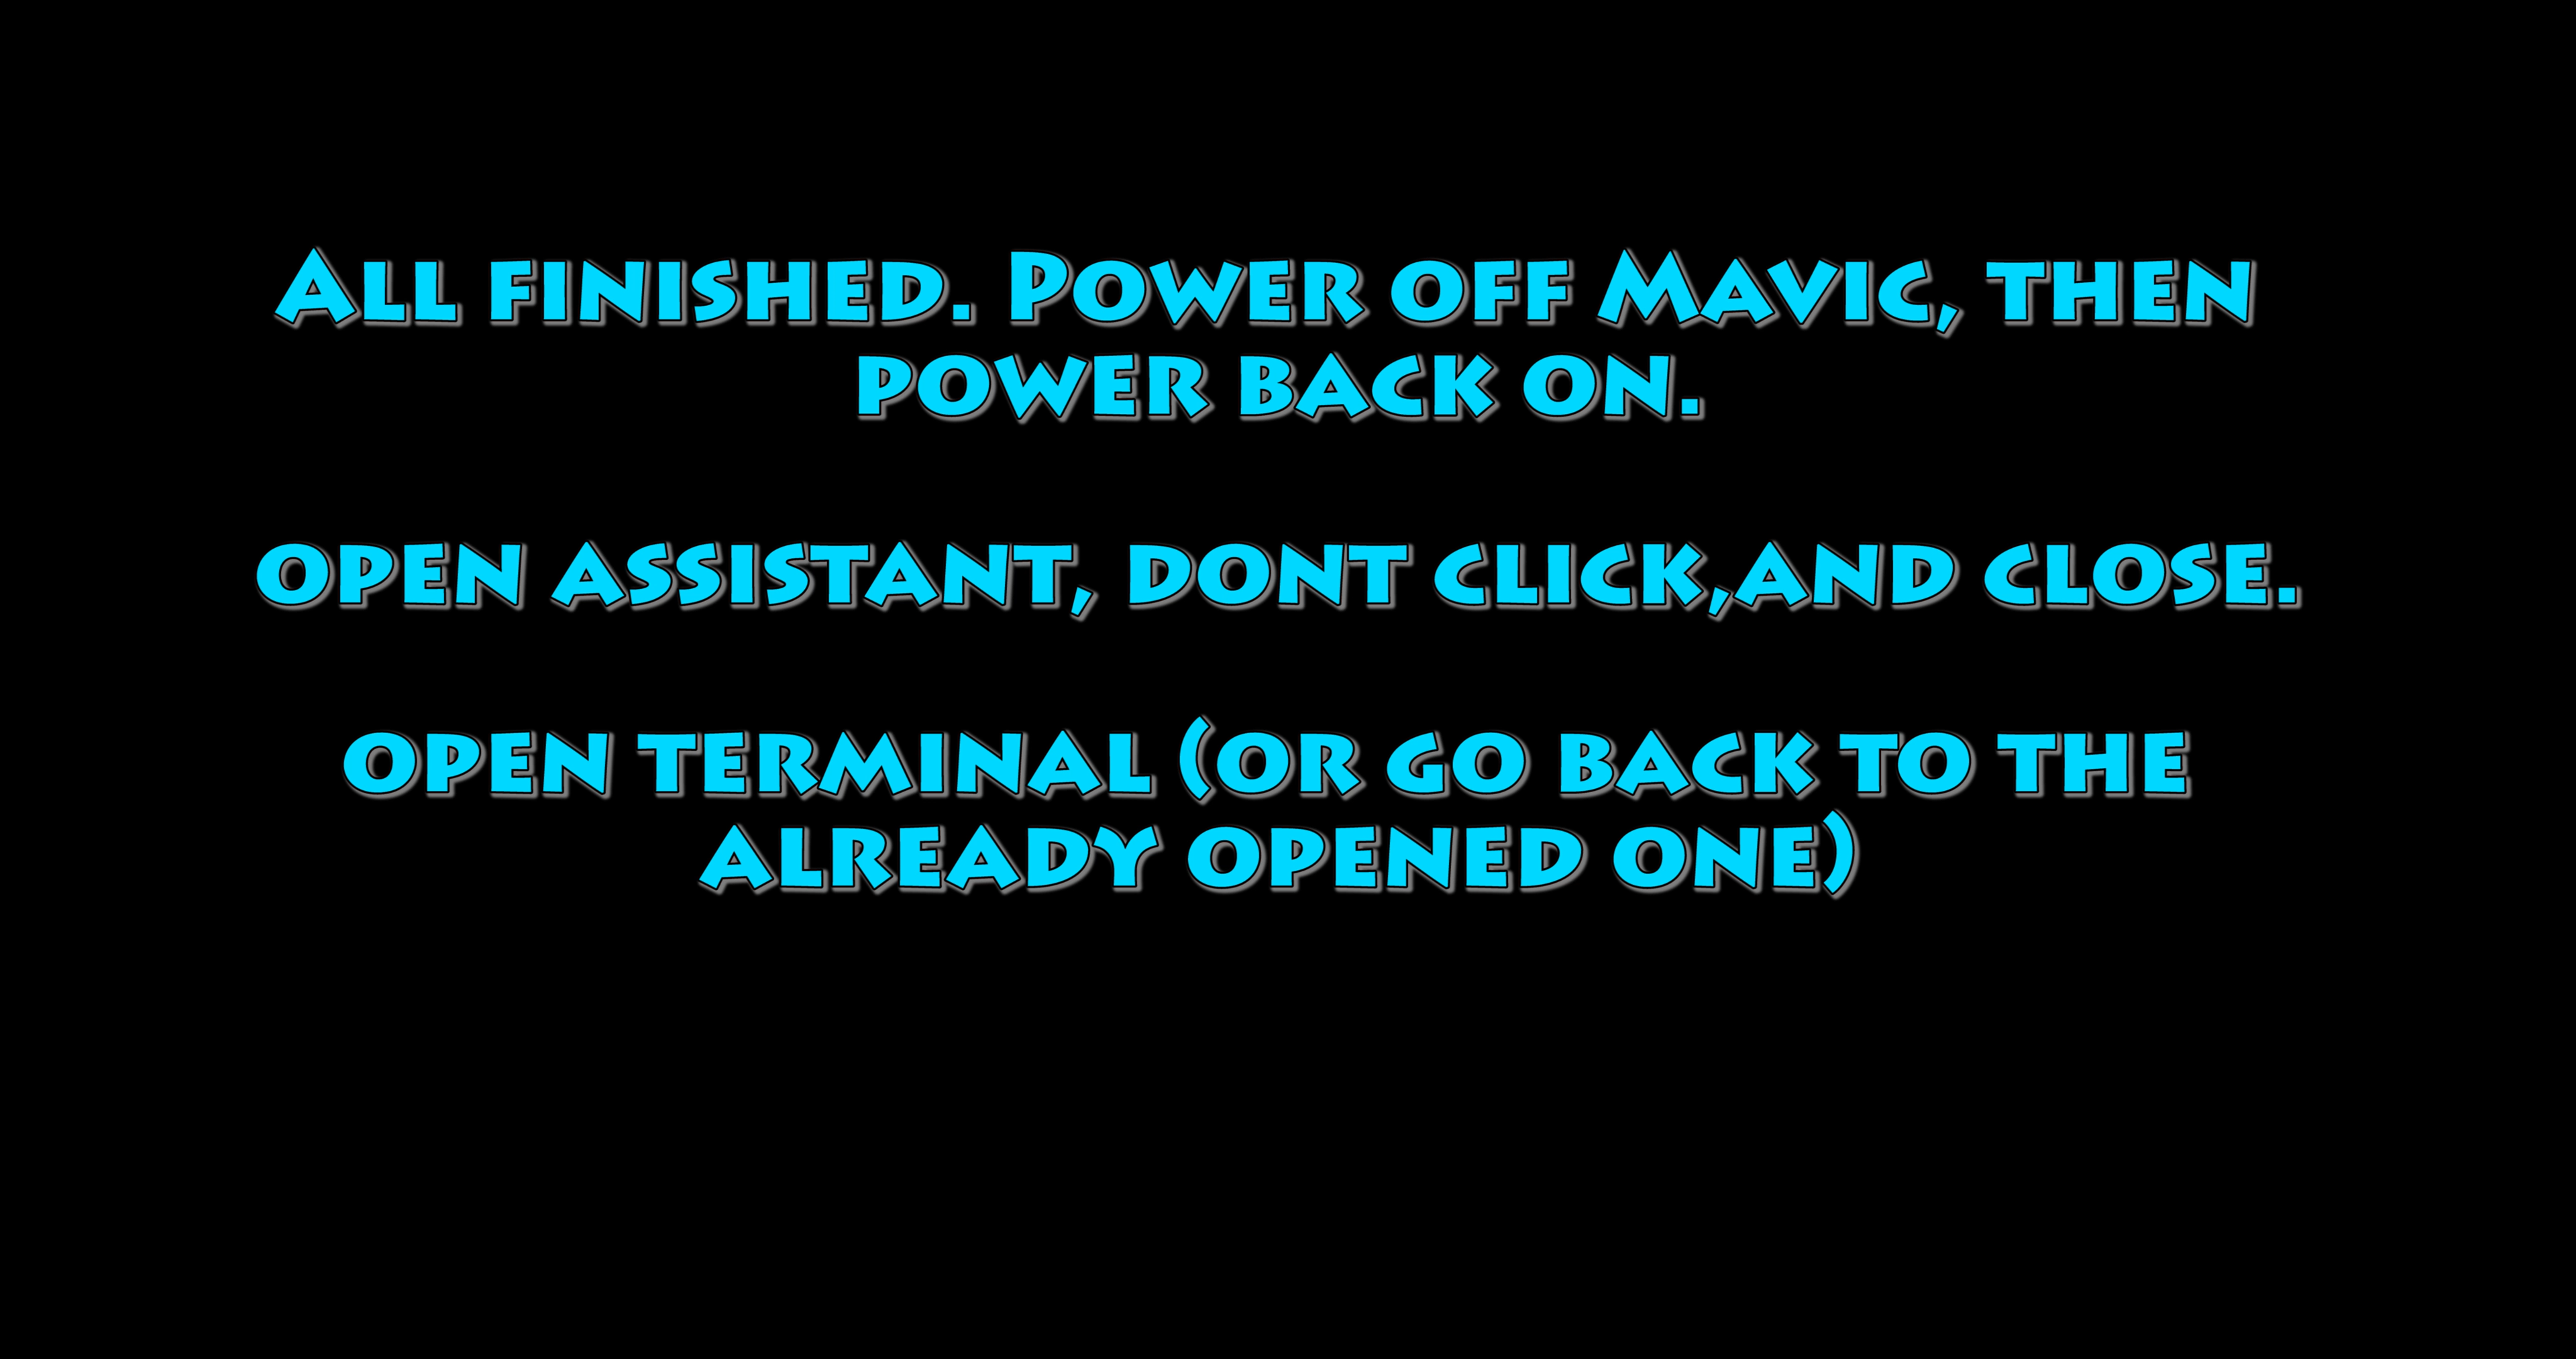 All finished. Power off Mavic, then
power back on.
open assistant, dont click,and close.
open terminal (or go back to the
already opened one)